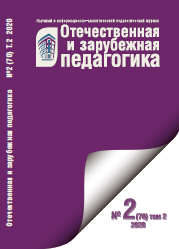 Научный и информационно-аналитический педагогический журнал
Отечественная
и зарубежная
педагогика
№ 2 (70) том 2
2020
Отечественная и зарубежная педагогика
№2 (70) Т.2 2020